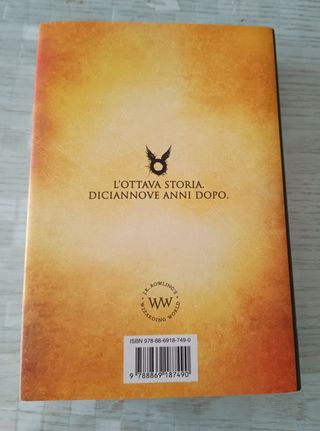 L'OTTAVA STORIA.
DICIANNOVE ANNI DOPO.
J.K. ROWLING'S
WW
WIZARDING WORLD
ISBN 978-88-6918-749-0
9 788869 187490